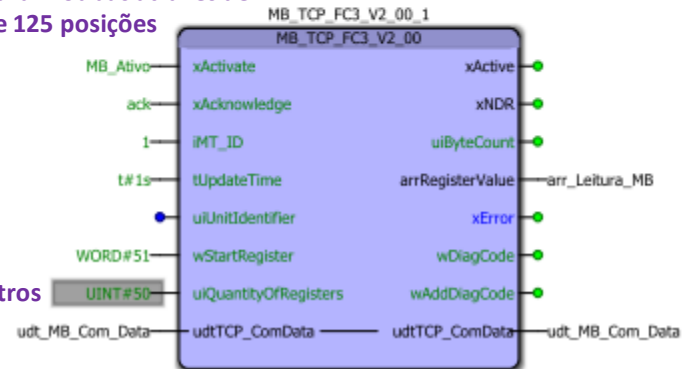 MB_TCP_FC3_V2_00_1
e 125 posições
MB_TCP_FC3_V2_00
MB_Ativo xActivate xActive
ack xAcknowledge xNDR
1 iMT_ID uiByteCount
t#1s tUpdateTime arrRegisterValue arr_Leitura_MB
uiUnitIdentifier xError
WORD#51 wStartRegister wDiagCode
tros UINT#50 uiQuantityOfRegisters wAddDiagCode
udt_MB_Com_Data udtTCP_ComData udtTCP_ComData udt_MB_Com_Data